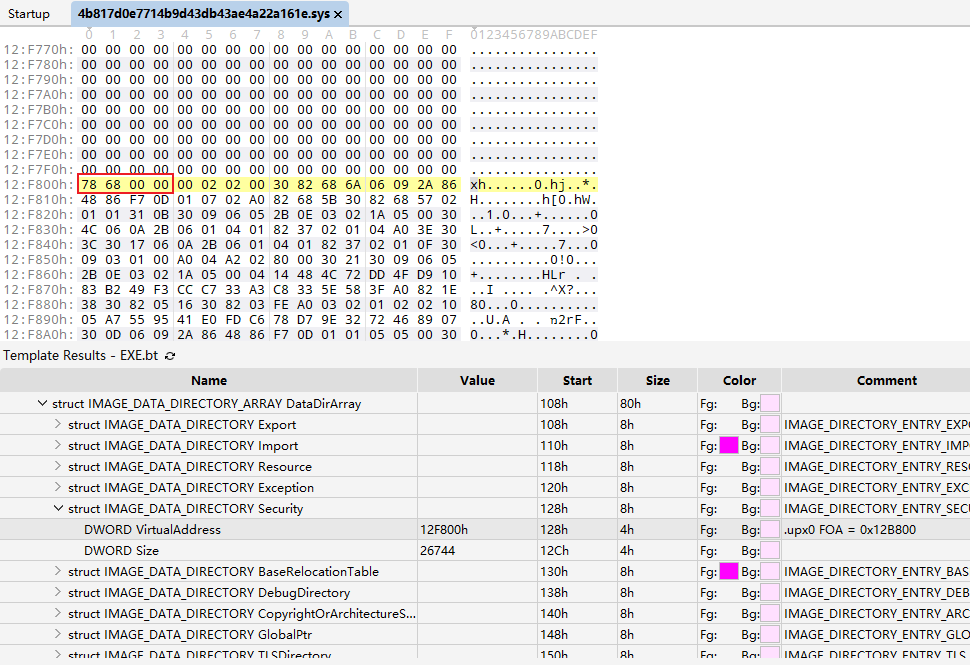 Startup 4b817d0e7714b9d43db43ae4a22a161e.sys ×
0 1 2 3 4 5 6 7 8 9 A B C D E F 0123456789ABCDEF
12:F770h: 00 00 00 00 00 00 00 00 00 00 00 00 00 00 00 00 ................
12:F780h: 00 00 00 00 00 00 00 00 00 00 00 00 00 00 00 00 ................
12:F790h: 00 00 00 00 00 00 00 00 00 00 00 00 00 00 00 00 ................
12:F7A0h: 00 00 00 00 00 00 00 00 00 00 00 00 00 00 00 00 ................
12:F7B0h: 00 00 00 00 00 00 00 00 00 00 00 00 00 00 00 00 ................
12:F7C0h: 00 00 00 00 00 00 00 00 00 00 00 00 00 00 00 00 ................
12:F7D0h: 00 00 00 00 00 00 00 00 00 00 00 00 00 00 00 00 ................
12:F7E0h: 00 00 00 00 00 00 00 00 00 00 00 00 00 00 00 00 ................
12:F7F0h: 00 00 00 00 00 00 00 00 00 00 00 00 00 00 00 00 ................
12:F800h: 78 68 00 00 00 02 02 00 30 82 68 6A 06 09 2A 86 xh......0.hj..*.
12:F810h: 48 86 F7 0D 01 07 02 A0 82 68 5B 30 82 68 57 02 H........h[0.hW.
12:F820h: 01 01 31 0B 30 09 06 05 2B 0E 03 02 1A 05 00 30 ..1.0...+......0
12:F830h: 4C 06 0A 2B 06 01 04 01 82 37 02 01 04 A0 3E 30 L..+.....7....>0
12:F840h: 3C 30 17 06 0A 2B 06 01 04 01 82 37 02 01 0F 30 <0...+.....7...0
12:F850h: 09 03 01 00 A0 04 A2 02 80 00 30 21 30 09 06 05 ..........0!0...
12:F860h: 2B 0E 03 02 1A 05 00 04 14 48 4C 72 DD 4F D9 10 +........HLr
12:F870h: 83 B2 49 F3 CC C7 33 A3 C8 33 5E 58 3F A0 82 1E ..I .....^X?...
12:F880h: 38 30 82 05 16 30 82 03 FE A0 03 02 01 02 02 10 80...0..........
12:F890h: 05 A7 55 95 41 E0 FD C6 78 D7 9E 32 72 46 89 07 ..U.A . . 2rF..
12:F8A0h: 30 0D 06 09 2A 86 48 86 F7 0D 01 01 05 05 00 30 0...*.H........0
Template Results - EXE.bt
Name Value Start Size Color Comment
struct IMAGE_DATA_DIRECTORY_ARRAY DataDirArray 108h 80h Fg: Bg:
struct IMAGE_DATA_DIRECTORY Export 108h 8h Fg: Bg: IMAGE_DIRECTORY_ENTRY_EXPO
struct IMAGE_DATA_DIRECTORY Import 110h 8h Fg: Bg: IMAGE_DIRECTORY_ENTRY_IMP
struct IMAGE_DATA_DIRECTORY Resource 118h 8h Fg: Bg: IMAGE_DIRECTORY_ENTRY_RES
struct IMAGE_DATA_DIRECTORY Exception 120h 8h Fg: Bg: IMAGE_DIRECTORY_ENTRY_EXC
struct IMAGE_DATA_DIRECTORY Security 128h 8h Fg: Bg: IMAGE_DIRECTORY_ENTRY_SECU
DWORD VirtualAddress 12F800h 128h 4h Fg: Bg: .upx0 FOA = 0x12B800
DWORD Size 26744 12Ch 4h Fg: Bg:
struct IMAGE_DATA_DIRECTORY BaseRelocationTable 130h 8h Fg: Bg: IMAGE_DIRECTORY_ENTRY_BAS
struct IMAGE_DATA_DIRECTORY DebugDirectory 138h 8h Fg: Bg: IMAGE_DIRECTORY_ENTRY_DEB
struct IMAGE_DATA_DIRECTORY CopyrightOrArchitectureS... 140h 8h Fg: Bg: IMAGE_DIRECTORY_ENTRY_ARC
struct IMAGE_DATA_DIRECTORY GlobalPtr 148h 8h Fg: Bg: IMAGE_DIRECTORY_ENTRY_GLO
struct IMAGE_DATA_DIRECTORY TLSDirectory 150h 8h Fg: Bg: IMAGE_DIRECTORY_ENTRY_TLS